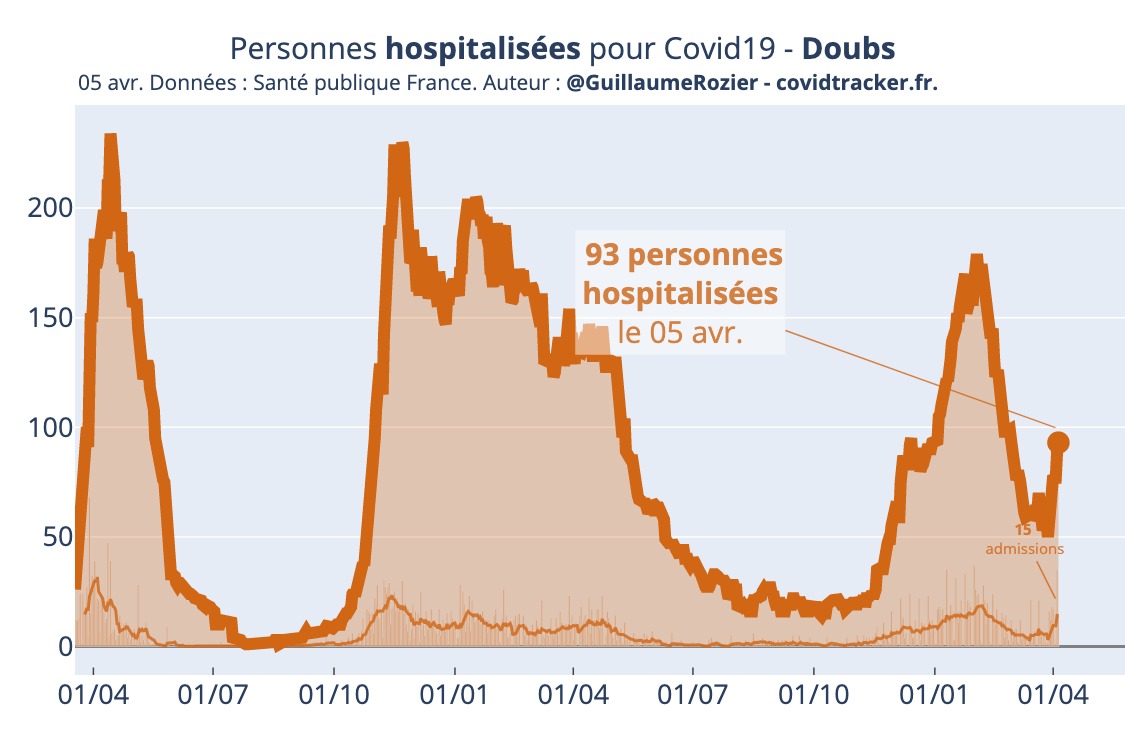 Personnes hospitalisées pour Covid19 - Doubs
05 avr. Données : Santé publique France. Auteur : @GuillaumeRozier - covidtracker.fr.
200
150
100
50
0
93 personnes
hospitalisées
le 05 avr.
15
admissions
01/04 01/07 01/10 01/01 01/04 01/07 01/10 01/01 01/04